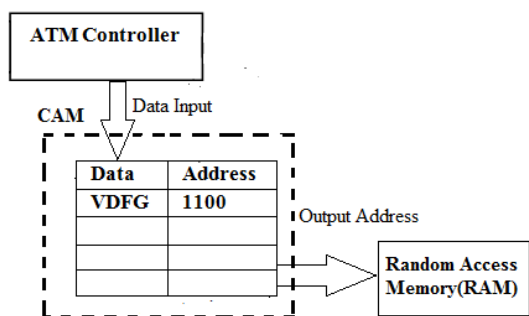 ATM Controller
Data Input
CAM
Data Address
VDFG 1100
Output Address
Random Access
Memory(RAM)